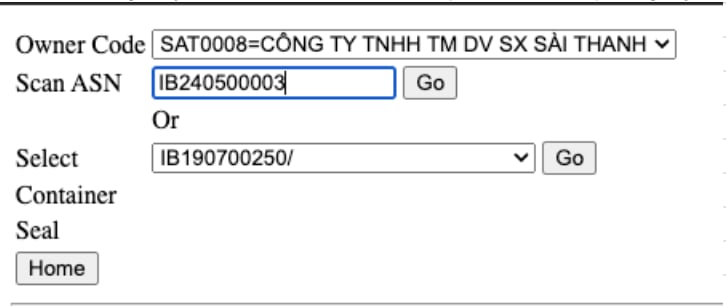 Owner Code SAT0008=CÔNG TY TNHH TM DV SX SÀI THANH
Scan ASN IB240500003 Go
Or
Select IB190700250/ Go
Container
Seal
Home